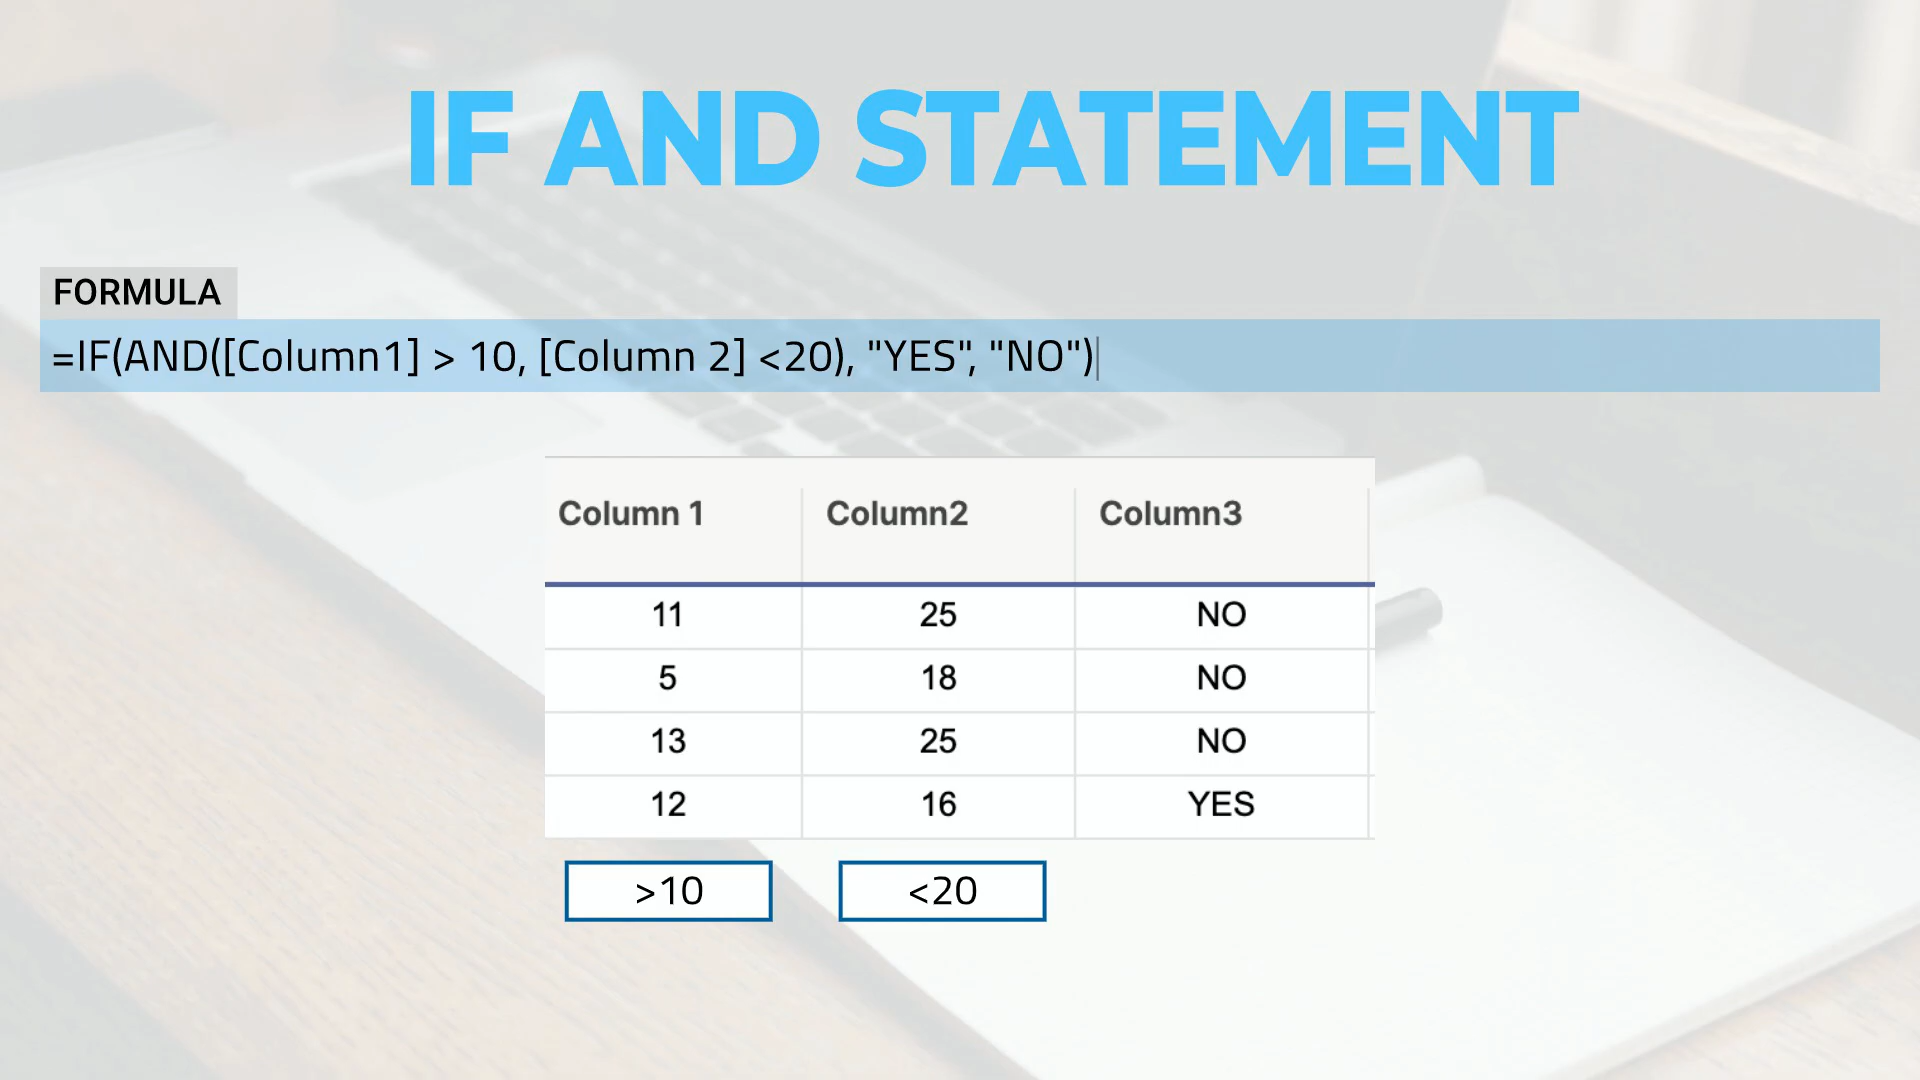 IF AND STATEMENT
FORMULA
=IF(AND([Column1] > 10, [Column 2] <20), "YES", "NO")
Column 1 Column2 Column3
11 25 NO
5 18 NO
13 25 NO
12 16 YES
>10 <20